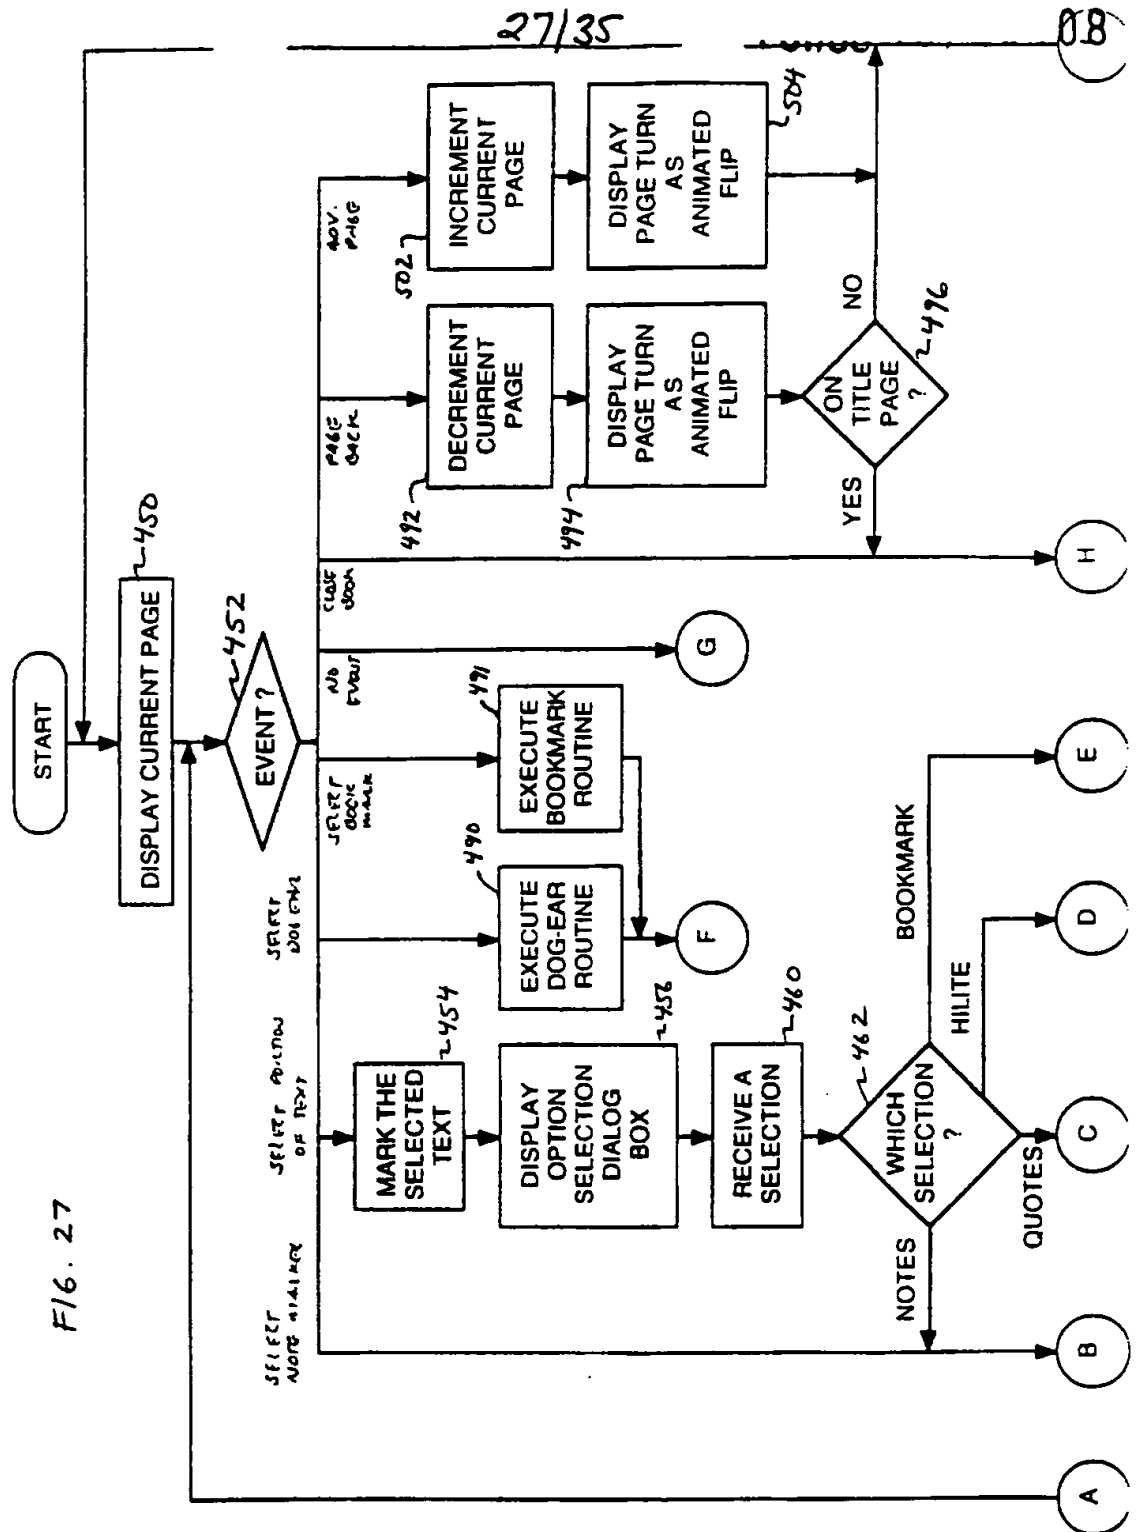 27/35
08
FIG. 27
START
DISPLAY CURRENT PAGE
450
EVENT?
452
SELECT
NOTE MARKER
SELECT PORTION
OF TEXT
SELECT
DOG EAR
SELECT
BOOK
MARK
NO
EVENT
CLOSE
BOOK
PAGE
BACK
ADV.
PAGE
MARK THE
SELECTED
TEXT
454
DISPLAY
OPTION
SELECTION
DIALOG
BOX
456
RECEIVE A
SELECTION
460
WHICH
SELECTION
?
462
NOTES
QUOTES
HILITE
BOOKMARK
EXECUTE
DOG-EAR
ROUTINE
490
EXECUTE
BOOKMARK
ROUTINE
491
DECREMENT
CURRENT
PAGE
492
DISPLAY
PAGE TURN
AS
ANIMATED
FLIP
494
ON
TITLE
PAGE
?
496
YES
NO
INCREMENT
CURRENT
PAGE
502
DISPLAY
PAGE TURN
AS
ANIMATED
FLIP
504
F
G
A
B
C
D
E
H